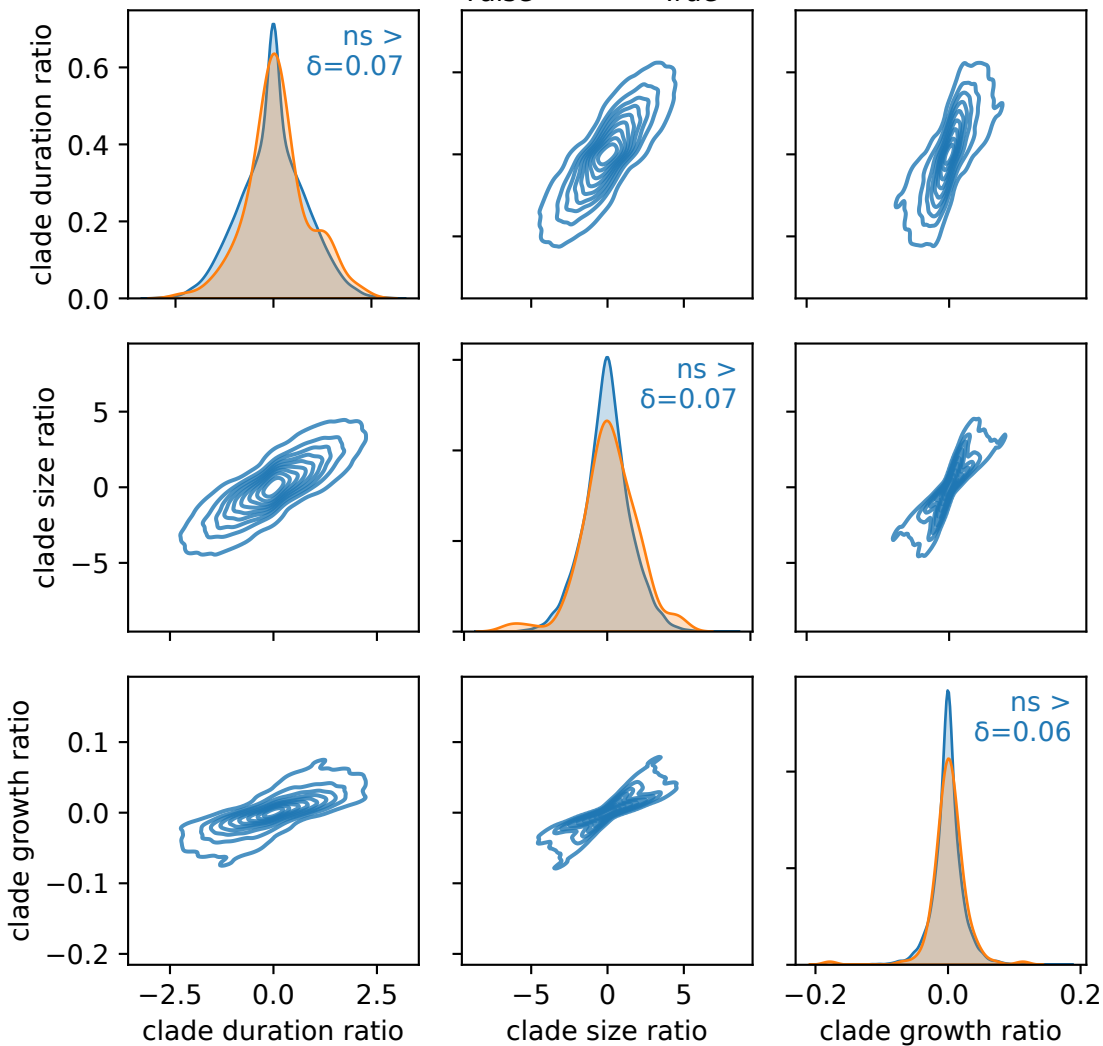 clade duration ratio
0.6
0.4
0.2
0.0
ns >
δ=0.07
clade size ratio
5
0
−5
ns >
δ=0.07
clade growth ratio
0.1
0.0
−0.1
−0.2
ns >
δ=0.06
−2.5 0.0 2.5
−5 0 5
−0.2 0.0 0.2
clade duration ratio
clade size ratio
clade growth ratio